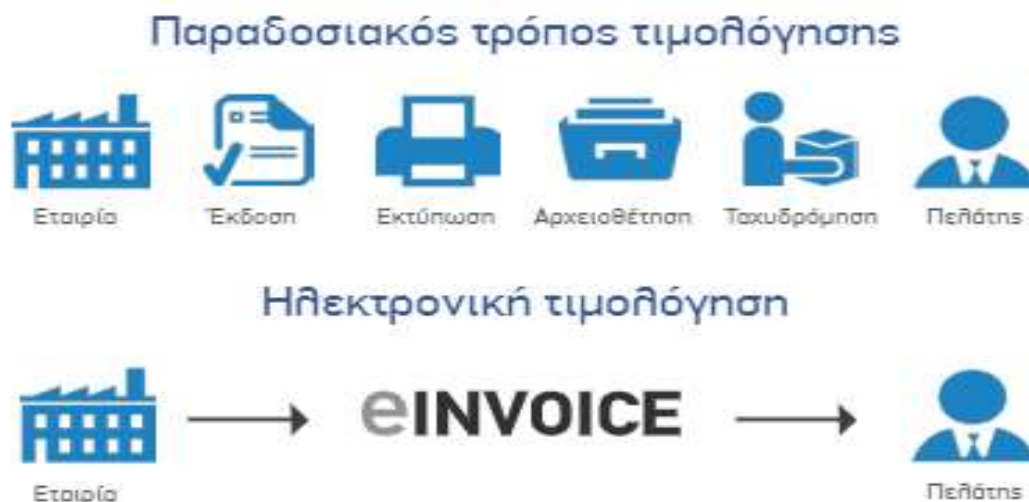 Παραδοσιακός τρόπος τιμολόγησης
Εταιρία Έκδοση Εκτύπωση Αρχειοθέτηση Ταχυδρόμηση Πελάτης
Ηλεκτρονική τιμολόγηση
eINVOICE
Εταιρία Πελάτης